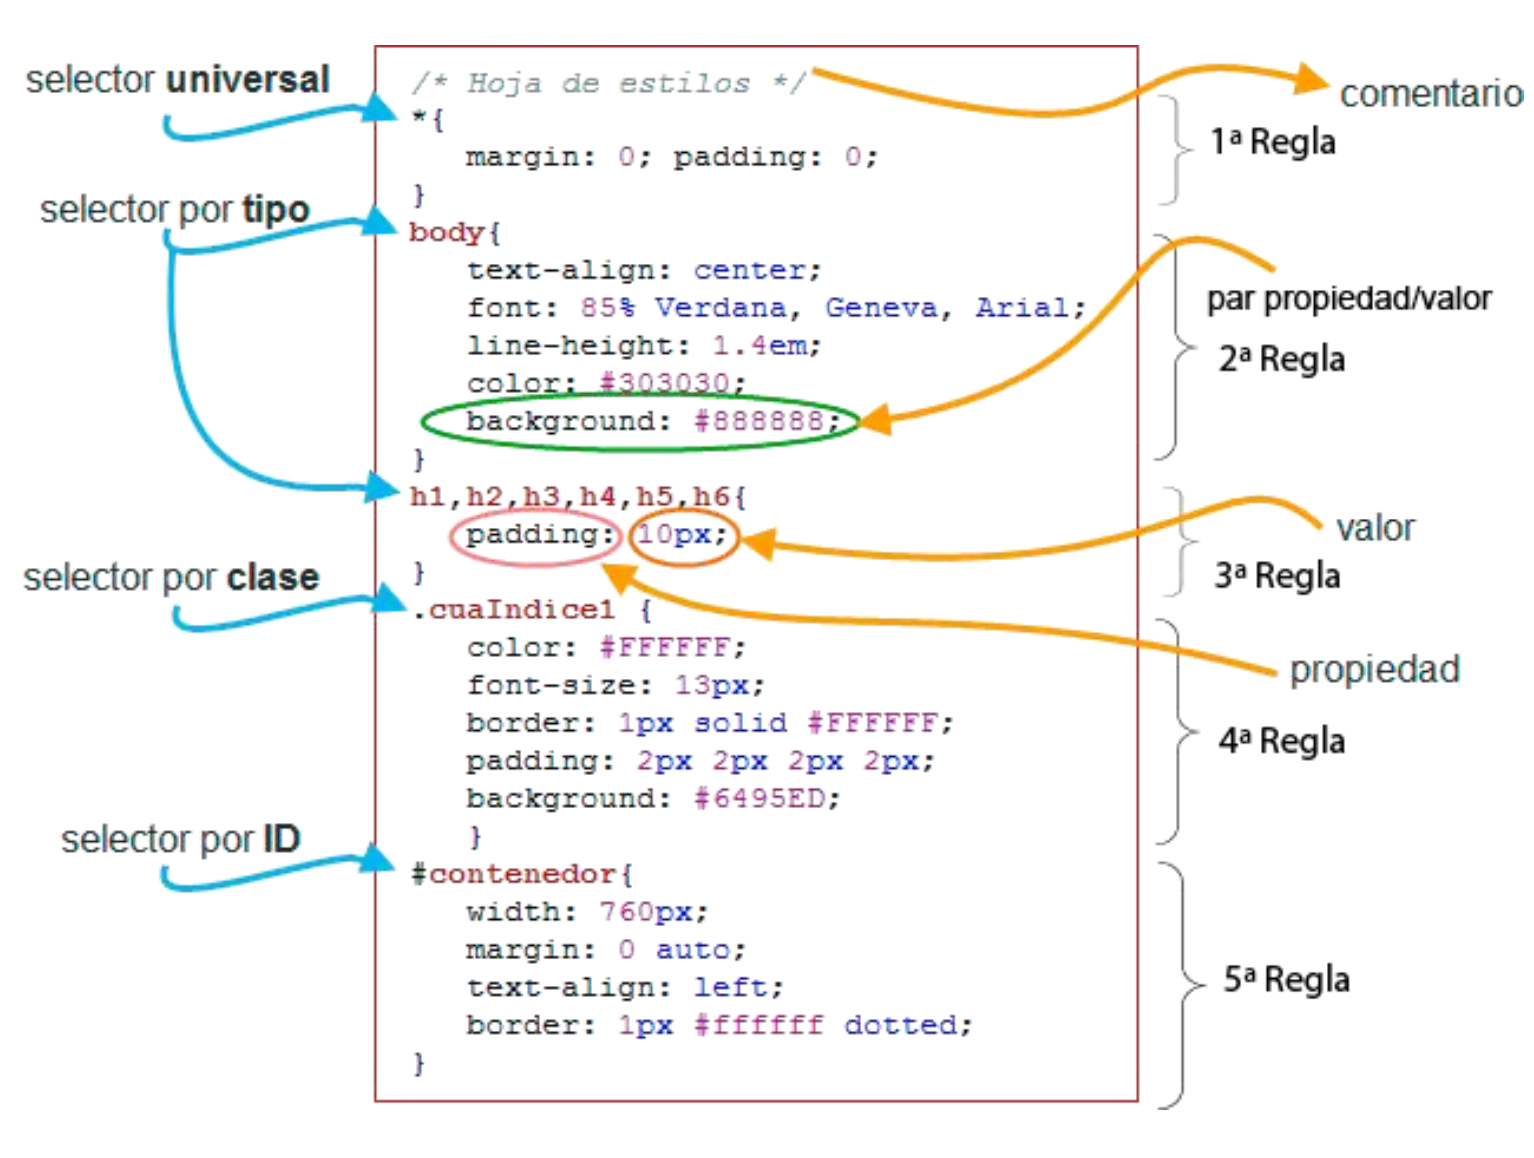 selector universal
/* Hoja de estilos */
comentario
*{
1ª Regla
margin: 0; padding: 0;
}
selector por tipo
body{
text-align: center;
font: 85% Verdana, Geneva, Arial;
par propiedad/valor
line-height: 1.4em;
2ª Regla
color: #303030;
background: #888888;
}
h1,h2,h3,h4,h5,h6{
padding: 10px;
valor
}
3ª Regla
selector por clase
.cuaIndice1 {
color: #FFFFFF;
propiedad
font-size: 13px;
border: 1px solid #FFFFFF;
4ª Regla
padding: 2px 2px 2px 2px;
background: #6495ED;
}
selector por ID
#contenedor{
width: 760px;
margin: 0 auto;
5ª Regla
text-align: left;
border: 1px #ffffff dotted;
}